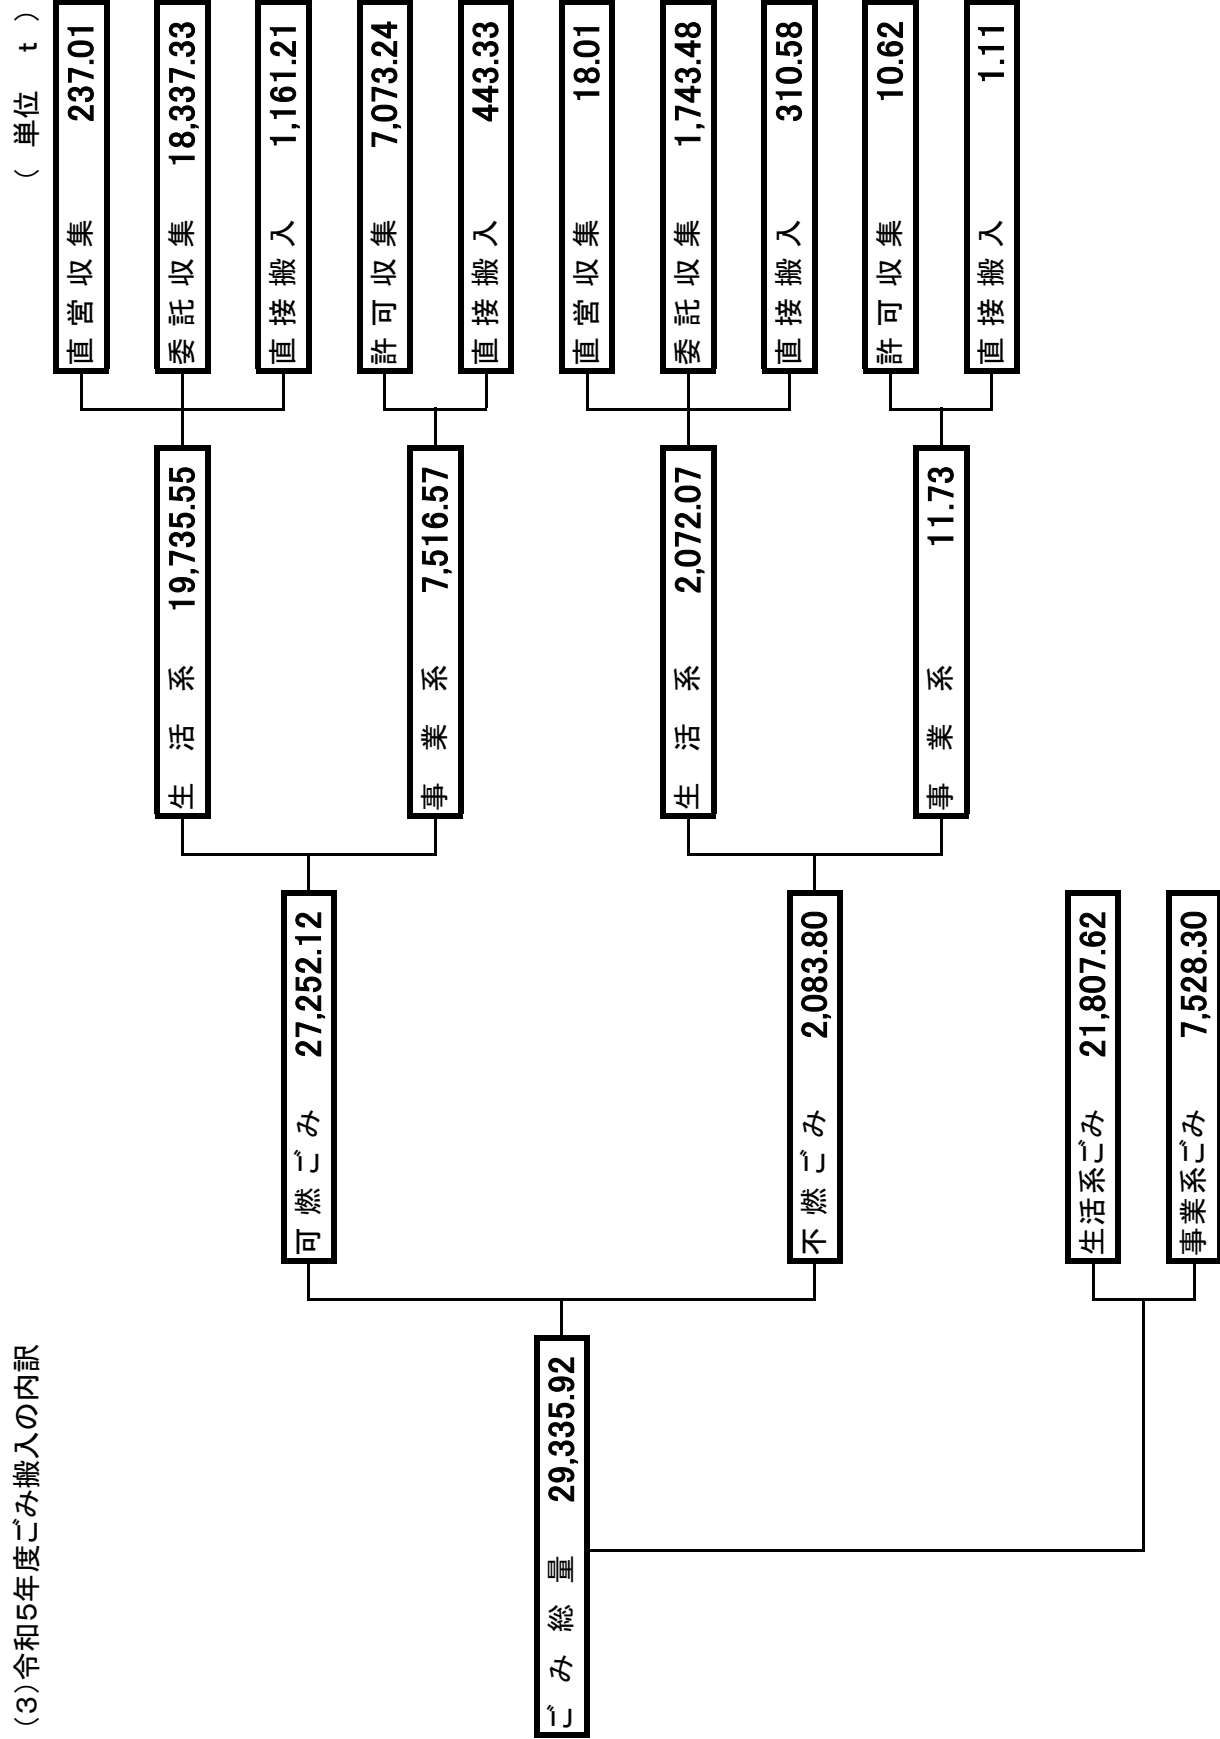 (3)令和5年度ごみ搬入の内訳
( 単位 t )
直営収集 237.01
委託収集 18,337.33
直接搬入 1,161.21
許可収集 7,073.24
直接搬入 443.33
直営収集 18.01
委託収集 1,743.48
直接搬入 310.58
許可収集 10.62
直接搬入 1.11
生活系 19,735.55
事業系 7,516.57
生活系 2,072.07
事業系 11.73
可燃ごみ 27,252.12
不燃ごみ 2,083.80
生活系ごみ 21,807.62
事業系ごみ 7,528.30
ごみ総量 29,335.92